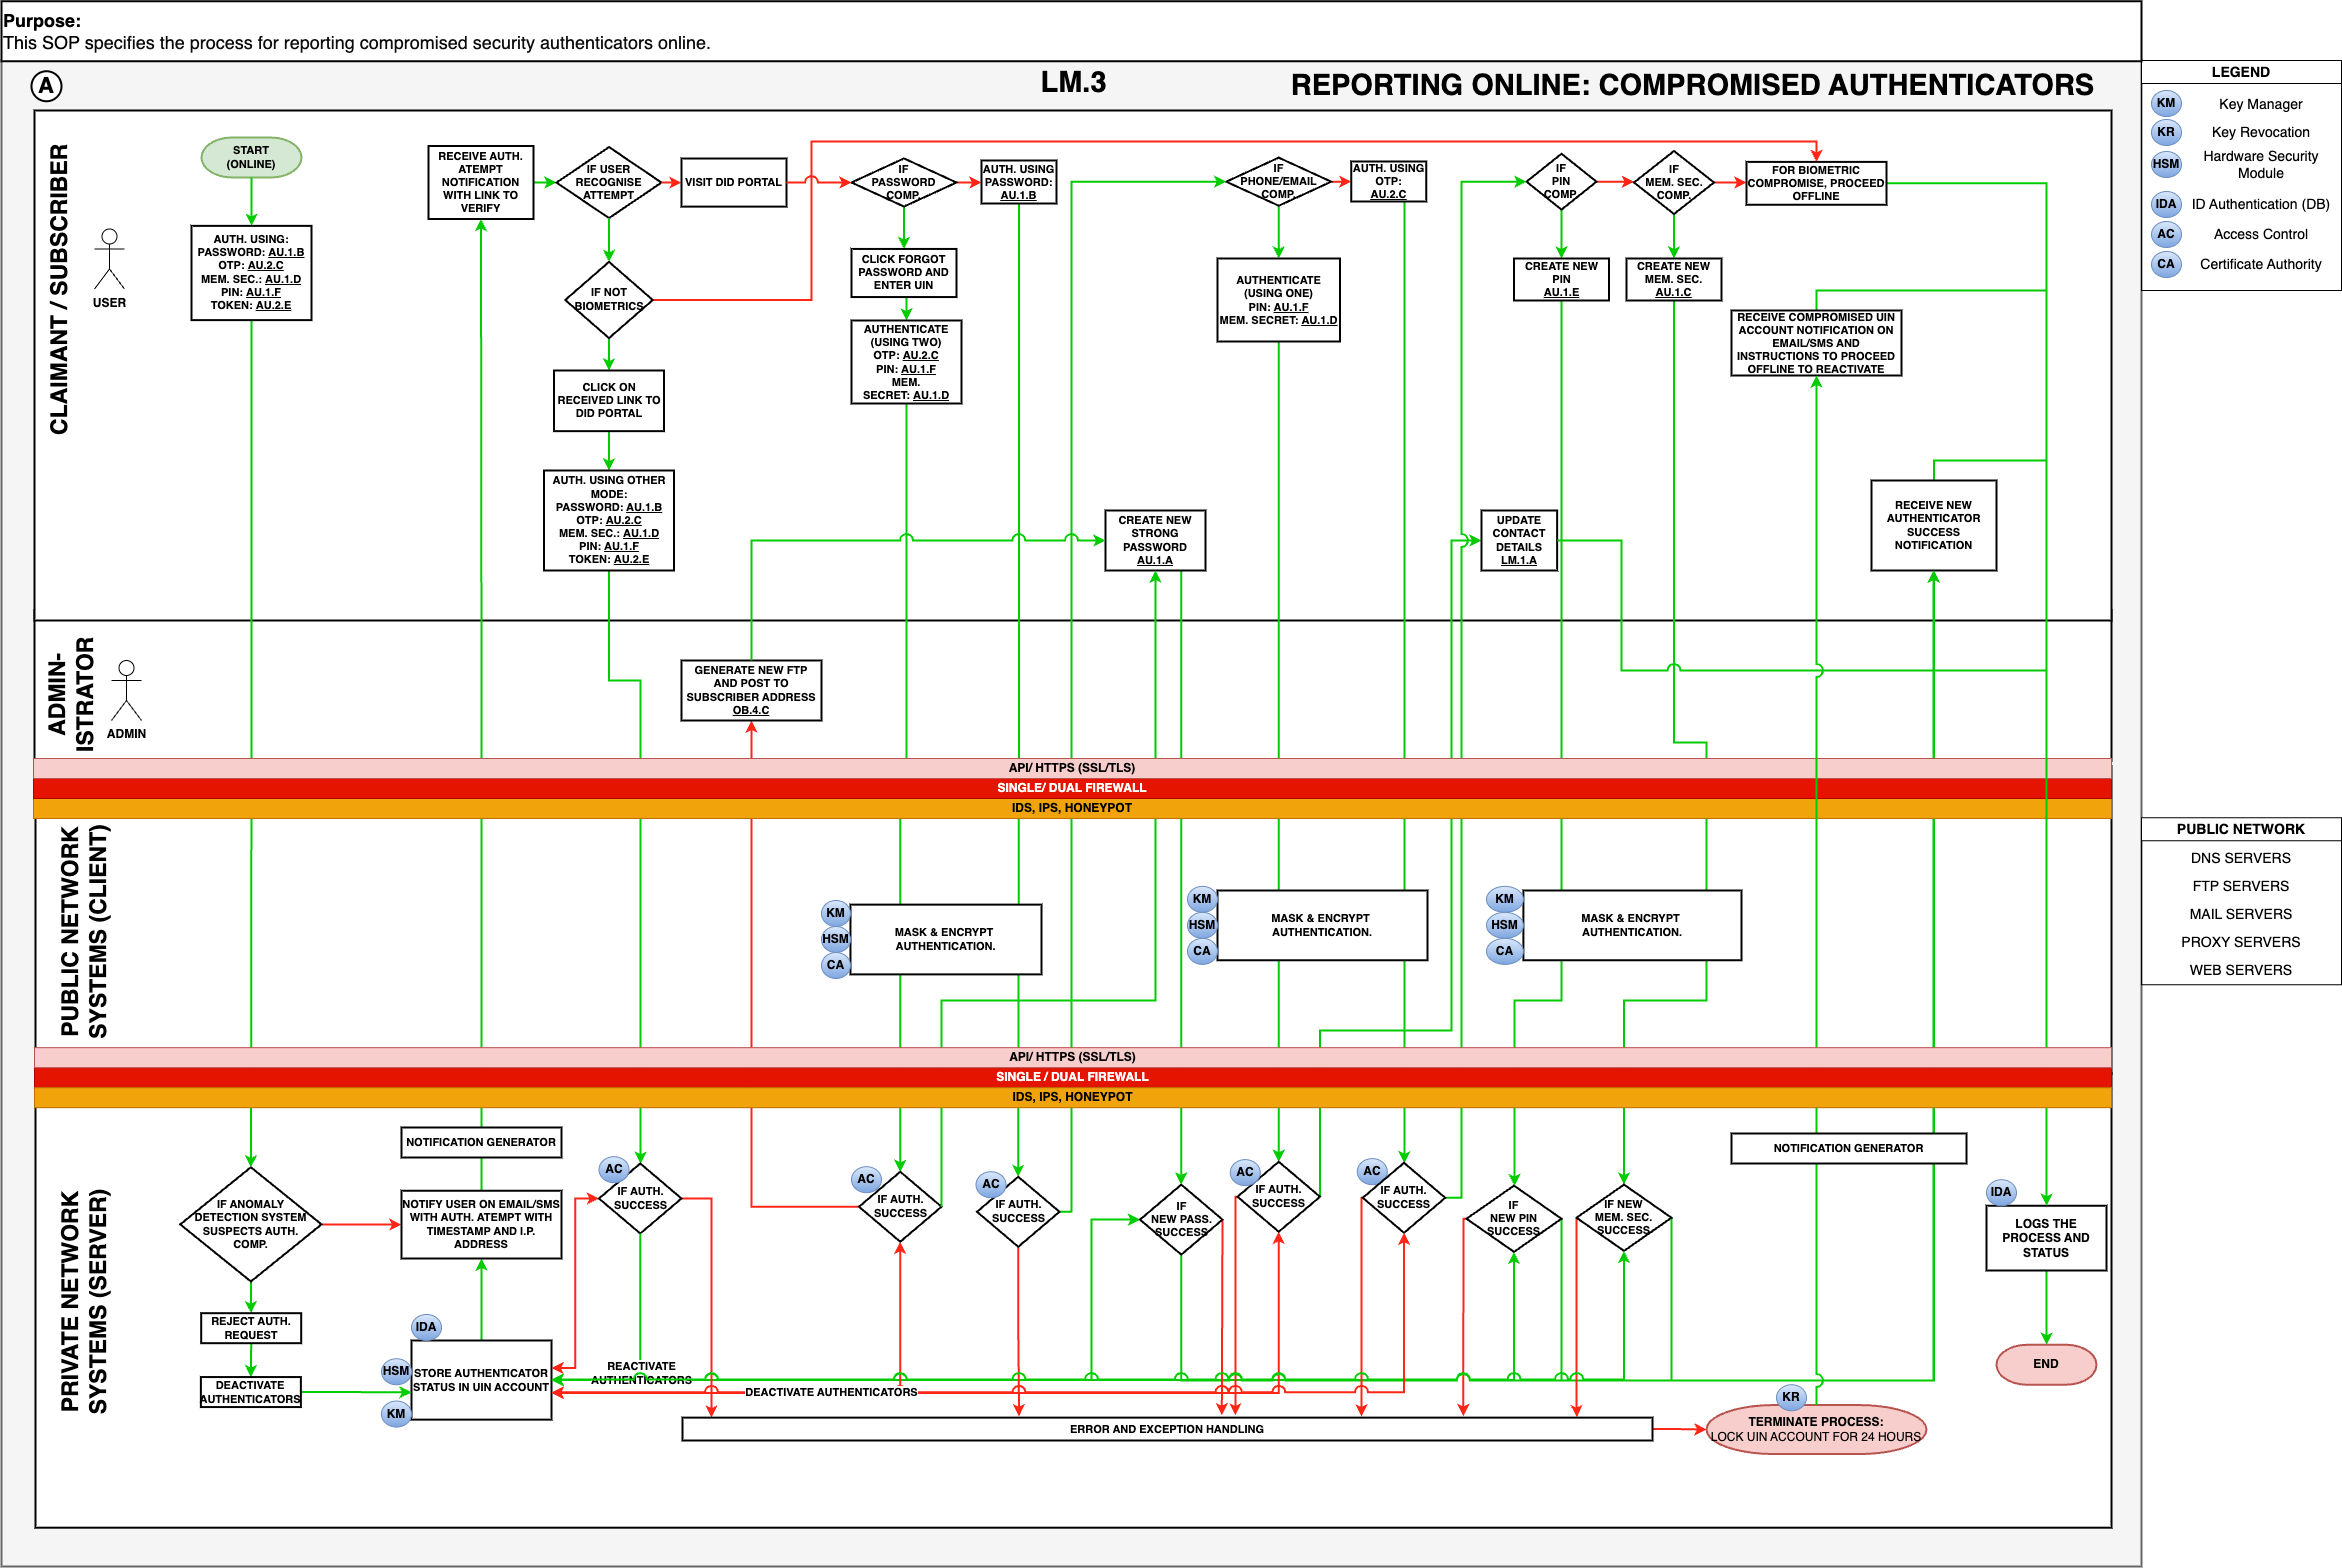 Purpose:
This SOP specifies the process for reporting compromised security authenticators online.
A
LM.3
REPORTING ONLINE: COMPROMISED AUTHENTICATORS
LEGEND
KM
Key Manager
KR
Key Revocation
HSM
Hardware Security
Module
IDA
ID Authentication (DB)
AC
Access Control
CA
Certificate Authority
CLAIMANT / SUBSCRIBER
USER
START
(ONLINE)
AUTH. USING:
PASSWORD: AU.1.B
OTP: AU.2.C
MEM. SEC.: AU.1.D
PIN: AU.1.F
TOKEN: AU.2.E
RECEIVE AUTH.
ATEMPT
NOTIFICATION
WITH LINK TO
VERIFY
IF USER
RECOGNISE
ATTEMPT
VISIT DID PORTAL
IF NOT
BIOMETRICS
CLICK ON
RECEIVED LINK TO
DID PORTAL
AUTH. USING OTHER
MODE:
PASSWORD: AU.1.B
OTP: AU.2.C
MEM. SEC.: AU.1.D
PIN: AU.1.F
TOKEN: AU.2.E
IF
PASSWORD
COMP.
AUTH. USING
PASSWORD:
AU.1.B
CLICK FORGOT
PASSWORD AND
ENTER UIN
AUTHENTICATE
(USING TWO)
OTP: AU.2.C
PIN: AU.1.F
MEM.
SECRET: AU.1.D
CREATE NEW
STRONG
PASSWORD
AU.1.A
IF
PHONE/EMAIL
COMP.
AUTH. USING
OTP:
AU.2.C
AUTHENTICATE
(USING ONE)
PIN: AU.1.F
MEM. SECRET: AU.1.D
UPDATE
CONTACT
DETAILS
LM.1.A
IF
PIN
COMP
IF
MEM. SEC.
COMP.
FOR BIOMETRIC
COMPROMISE, PROCEED
OFFLINE
CREATE NEW
PIN
AU.1.E
CREATE NEW
MEM. SEC.
AU.1.C
RECEIVE COMPROMISED UIN
ACCOUNT NOTIFICATION ON
EMAIL/SMS AND
INSTRUCTIONS TO PROCEED
OFFLINE TO REACTIVATE
RECEIVE NEW
AUTHENTICATOR
SUCCESS
NOTIFICATION
ADMIN-
ISTRATOR
ADMIN
GENERATE NEW FTP
AND POST TO
SUBSCRIBER ADDRESS
OB.4.C
API/ HTTPS (SSL/TLS)
SINGLE/ DUAL FIREWALL
IDS, IPS, HONEYPOT
PUBLIC NETWORK
SYSTEMS (CLIENT)
KM
HSM
CA
MASK & ENCRYPT
AUTHENTICATION.
KM
HSM
CA
MASK & ENCRYPT
AUTHENTICATION.
KM
HSM
CA
MASK & ENCRYPT
AUTHENTICATION.
PUBLIC NETWORK
DNS SERVERS
FTP SERVERS
MAIL SERVERS
PROXY SERVERS
WEB SERVERS
API/ HTTPS (SSL/TLS)
SINGLE / DUAL FIREWALL
IDS, IPS, HONEYPOT
PRIVATE NETWORK
SYSTEMS (SERVER)
IF ANOMALY
DETECTION SYSTEM
SUSPECTS AUTH.
COMP.
REJECT AUTH.
REQUEST
DEACTIVATE
AUTHENTICATORS
NOTIFICATION GENERATOR
NOTIFY USER ON EMAIL/SMS
WITH AUTH. ATEMPT WITH
TIMESTAMP AND I.P.
ADDRESS
IDA
HSM
KM
STORE AUTHENTICATOR
STATUS IN UIN ACCOUNT
AC
IF AUTH.
SUCCESS
REACTIVATE
AUTHENTICATORS
DEACTIVATE AUTHENTICATORS
AC
IF AUTH.
SUCCESS
AC
IF AUTH.
SUCCESS
IF
NEW PASS.
SUCCESS
AC
IF AUTH.
SUCCESS
AC
IF AUTH.
SUCCESS
IF
NEW PIN
SUCCESS
IF NEW
MEM. SEC.
SUCCESS
NOTIFICATION GENERATOR
IDA
LOGS THE
PROCESS AND
STATUS
END
ERROR AND EXCEPTION HANDLING
KR
TERMINATE PROCESS:
LOCK UIN ACCOUNT FOR 24 HOURS